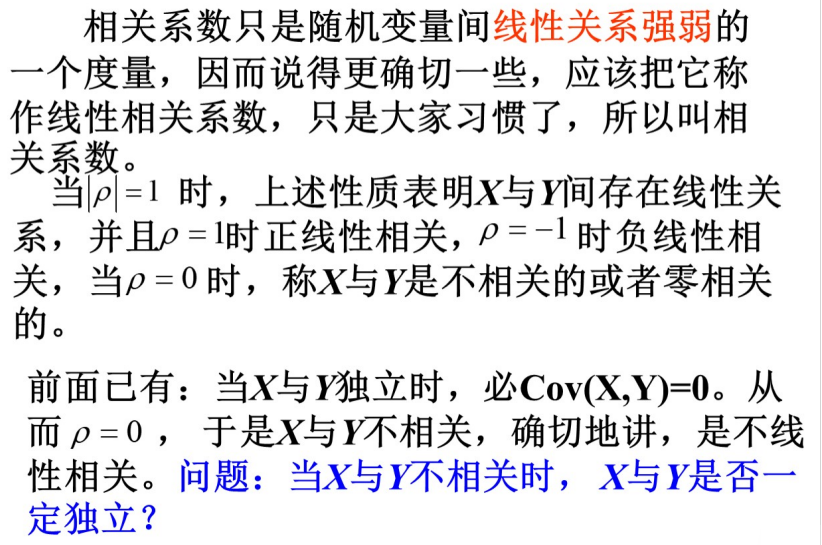 相关系数只是随机变量间线性关系强弱的
一个度量，因而说得更确切一些，应该把它称
作线性相关系数，只是大家习惯了，所以叫相
关系数。
当|ρ|=1 时，上述性质表明X与Y间存在线性关
系，并且ρ=1时正线性相关，ρ=-1时负线性相
关，当ρ=0时，称X与Y是不相关的或者零相关
的。
前面已有：当X与Y独立时，必Cov(X,Y)=0。从
而 ρ=0 ， 于是X与Y不相关，确切地讲，是不线
性相关。问题：当X与Y不相关时， X与Y是否一
定独立？